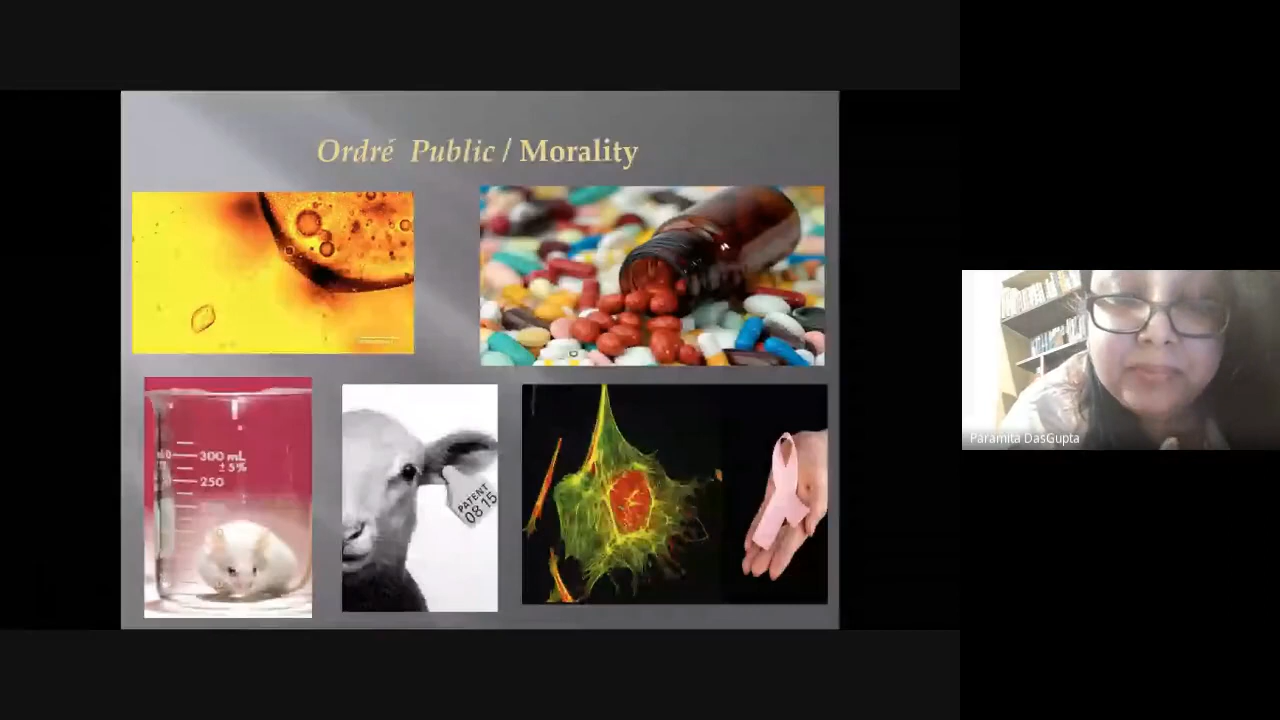 Ordré Public / Morality
300 mL
± 5%
250
PATENT
08 15
Paramita DasGupta